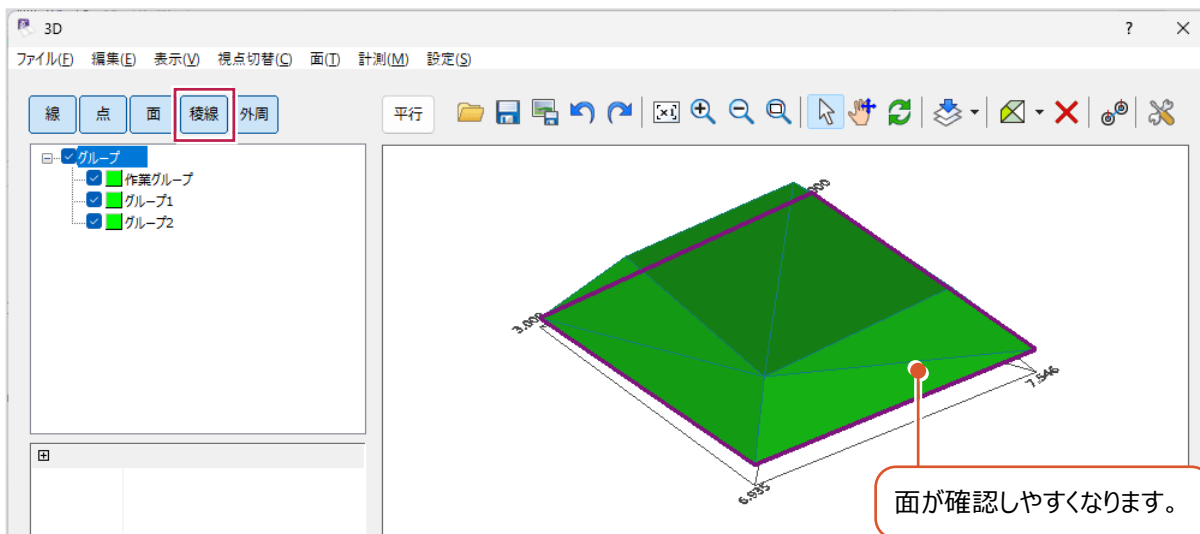 3D
?
ファイル(F) 編集(E) 表示(V) 視点切替(C) 面(T) 計測(M) 設定(S)
線 点 面 稜線 外周 平行
グループ
作業グループ
グループ1
グループ2
3.000
7.546
6.935
面が確認しやすくなります。